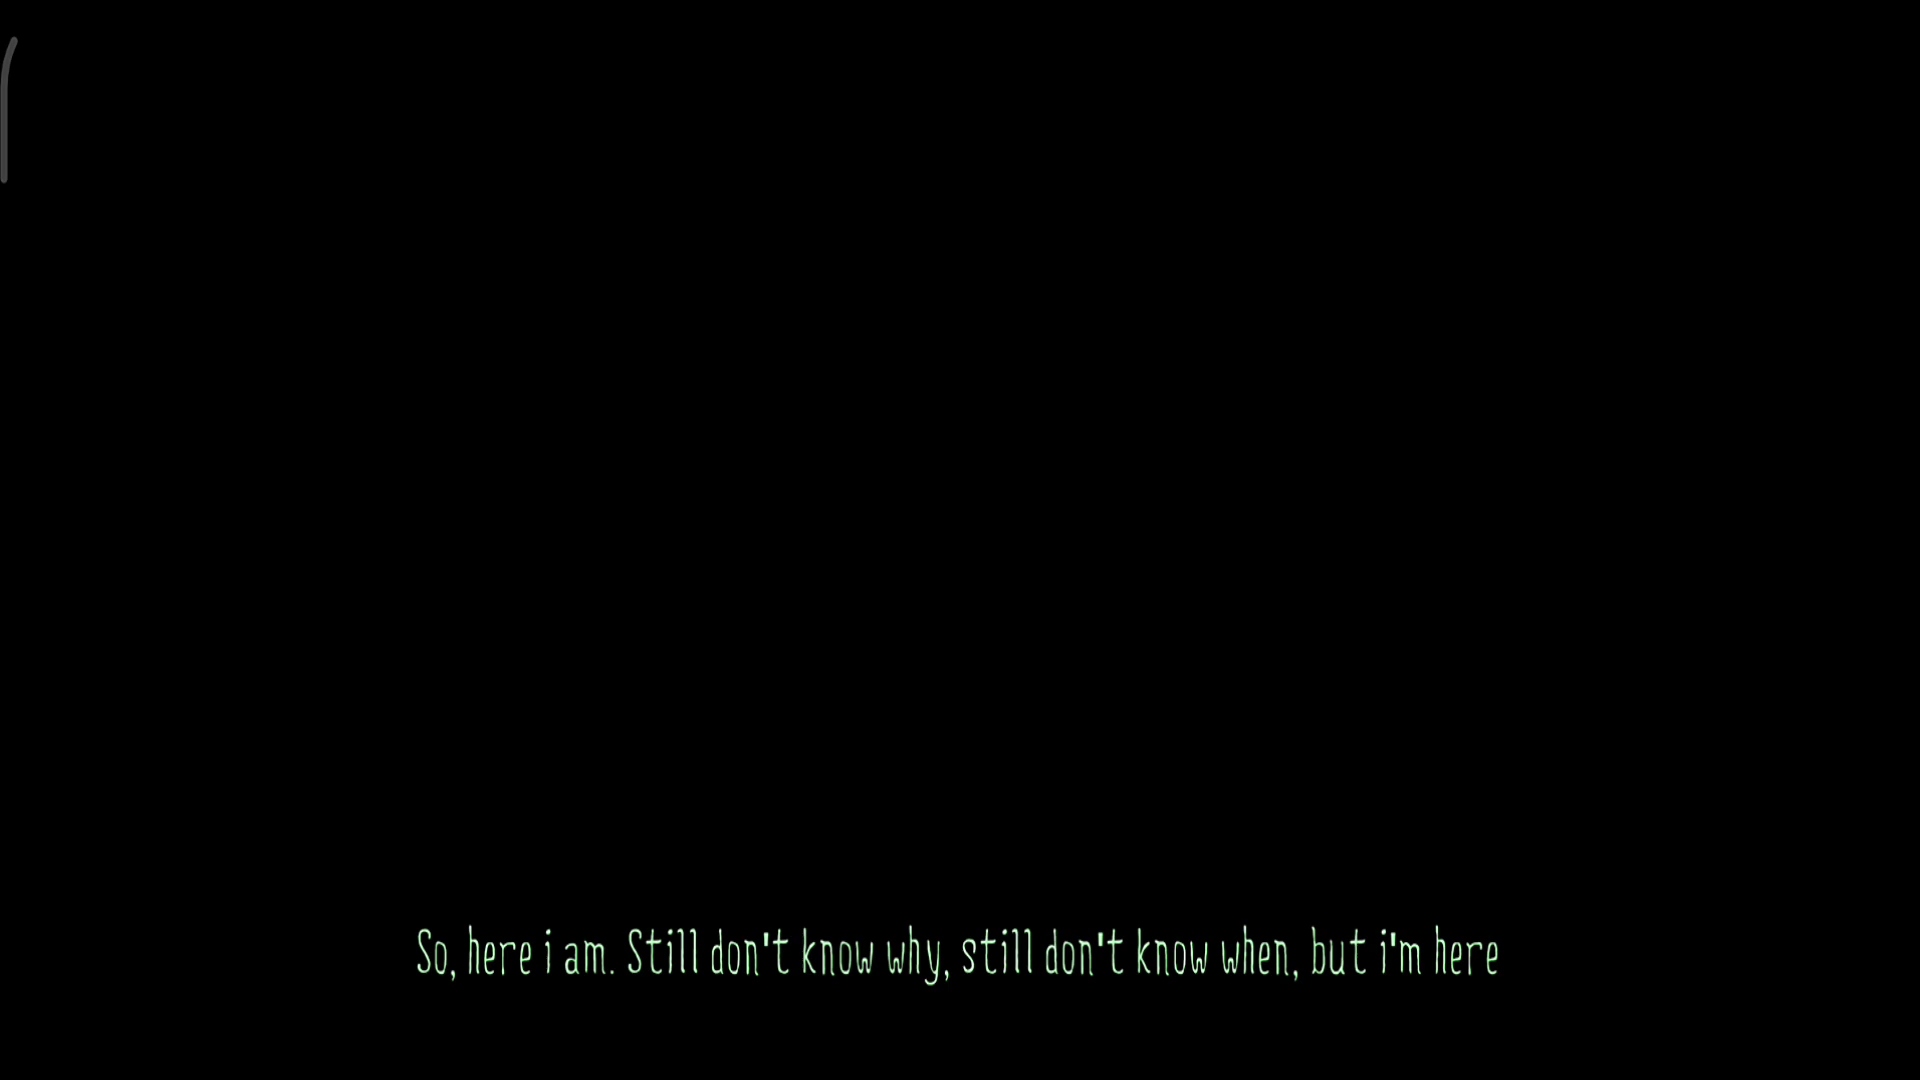 So, here i am. Still don't know why, still don't know when, but i'm here